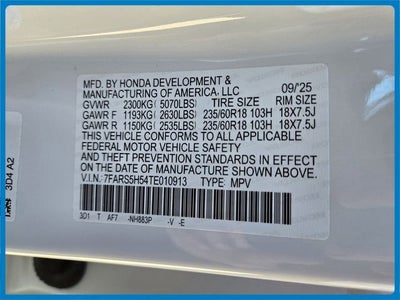 MFD. BY HONDA DEVELOPMENT &
MANUFACTURING OF AMERICA, LLC 09/'25
GVWR 2300KG( 5070LBS) TIRE SIZE RIM SIZE
GAWR F 1193KG( 2630LBS) 235/60R18 103H 18X7.5J
GAWR R 1150KG( 2535LBS) 235/60R18 103H 18X7.5J
THIS VEHICLE CONFORMS TO ALL APPLICABLE
FEDERAL MOTOR VEHICLE SAFETY STANDARDS IN
EFFECT ON THE DATE OF MANUFACTURE SHOWN ABOVE.
V.I.N. 7FARS5H54TE010913 TYPE: MPV
3D1 T AF7 -NH883P -V -E
3D4 A2